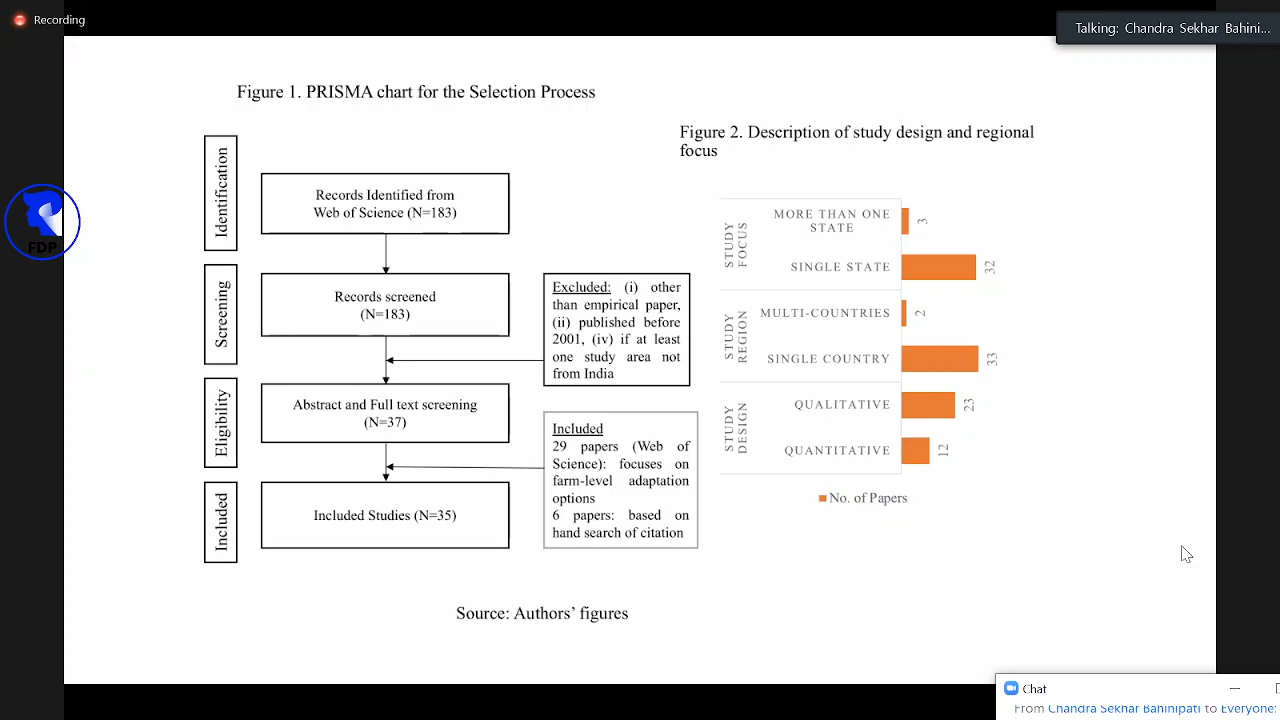 Recording
Talking: Chandra Sekhar Bahini...
Figure 1. PRISMA chart for the Selection Process
Identification
Records Identified from
Web of Science (N=183)
Screening
Records screened
(N=183)
Excluded: (i) other
than empirical paper,
(ii) published before
2001, (iv) if at least
one study area not
from India
Eligibility
Abstract and Full text screening
(N=37)
Included
29 papers (Web of
Science): focuses on
farm-level adaptation
options
6 papers: based on
hand search of citation
Included
Included Studies (N=35)
Figure 2. Description of study design and regional
focus
STUDY
FOCUS
MORE THAN ONE
STATE
3
SINGLE STATE
32
STUDY
REGION
MULTI-COUNTRIES
2
SINGLE COUNTRY
33
STUDY
DESIGN
QUALITATIVE
23
QUANTITATIVE
12
No. of Papers
Source: Authors' figures
FDP
Chat
From Chandra Sekhar Bahinipati to Everyone: